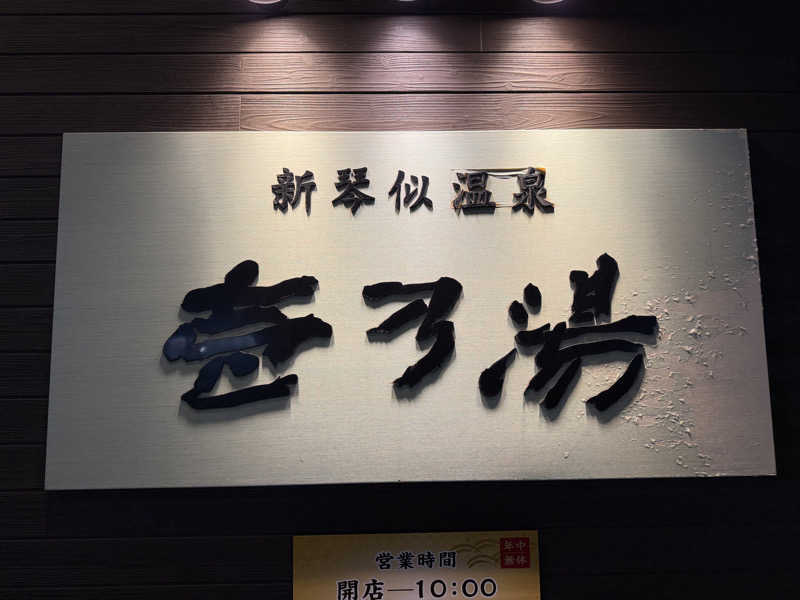 新琴似温泉
壱乃湯
営業時間
年中無休
開店―10:00